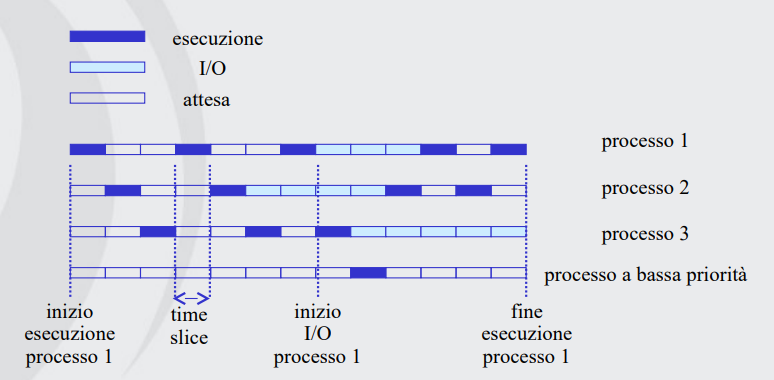 esecuzione
I/O
attesa
processo 1
processo 2
processo 3
processo a bassa priorità
inizio
esecuzione
processo 1
time
slice
inizio
I/O
processo 1
fine
esecuzione
processo 1